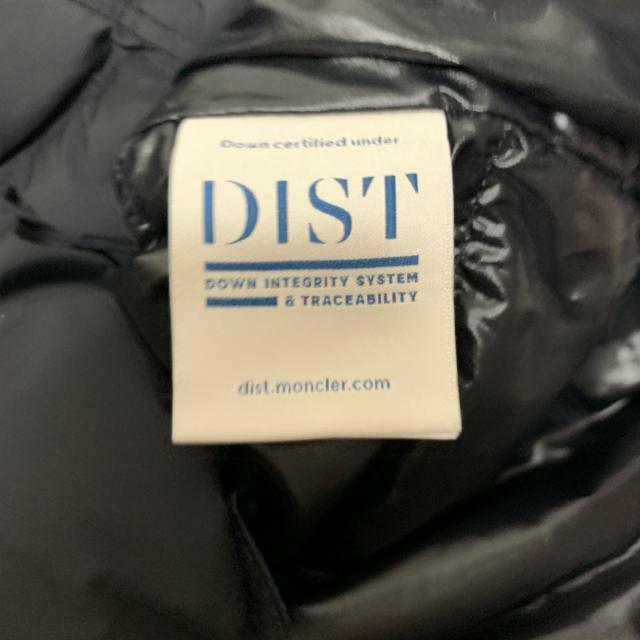 Down certified under
DIST
DOWN INTEGRITY SYSTEM
& TRACEABILITY
dist.moncler.com